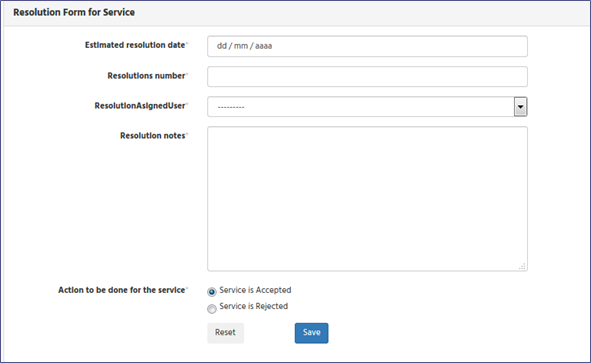 Resolution Form for Service
Estimated resolution date*
dd / mm / aaaa
Resolutions number*
ResolutionAsignedUser*
---------
Resolution notes*
Action to be done for the service*
Service is Accepted
Service is Rejected
Reset Save